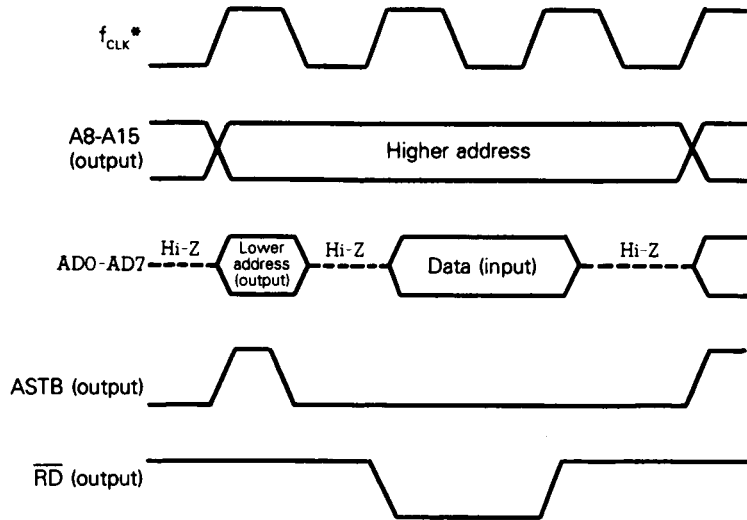 fCLK*
A8-A15
(output)
Higher address
AD0-AD7
Hi-Z
Lower
address
(output)
Hi-Z
Data (input)
Hi-Z
ASTB (output)
RD (output)